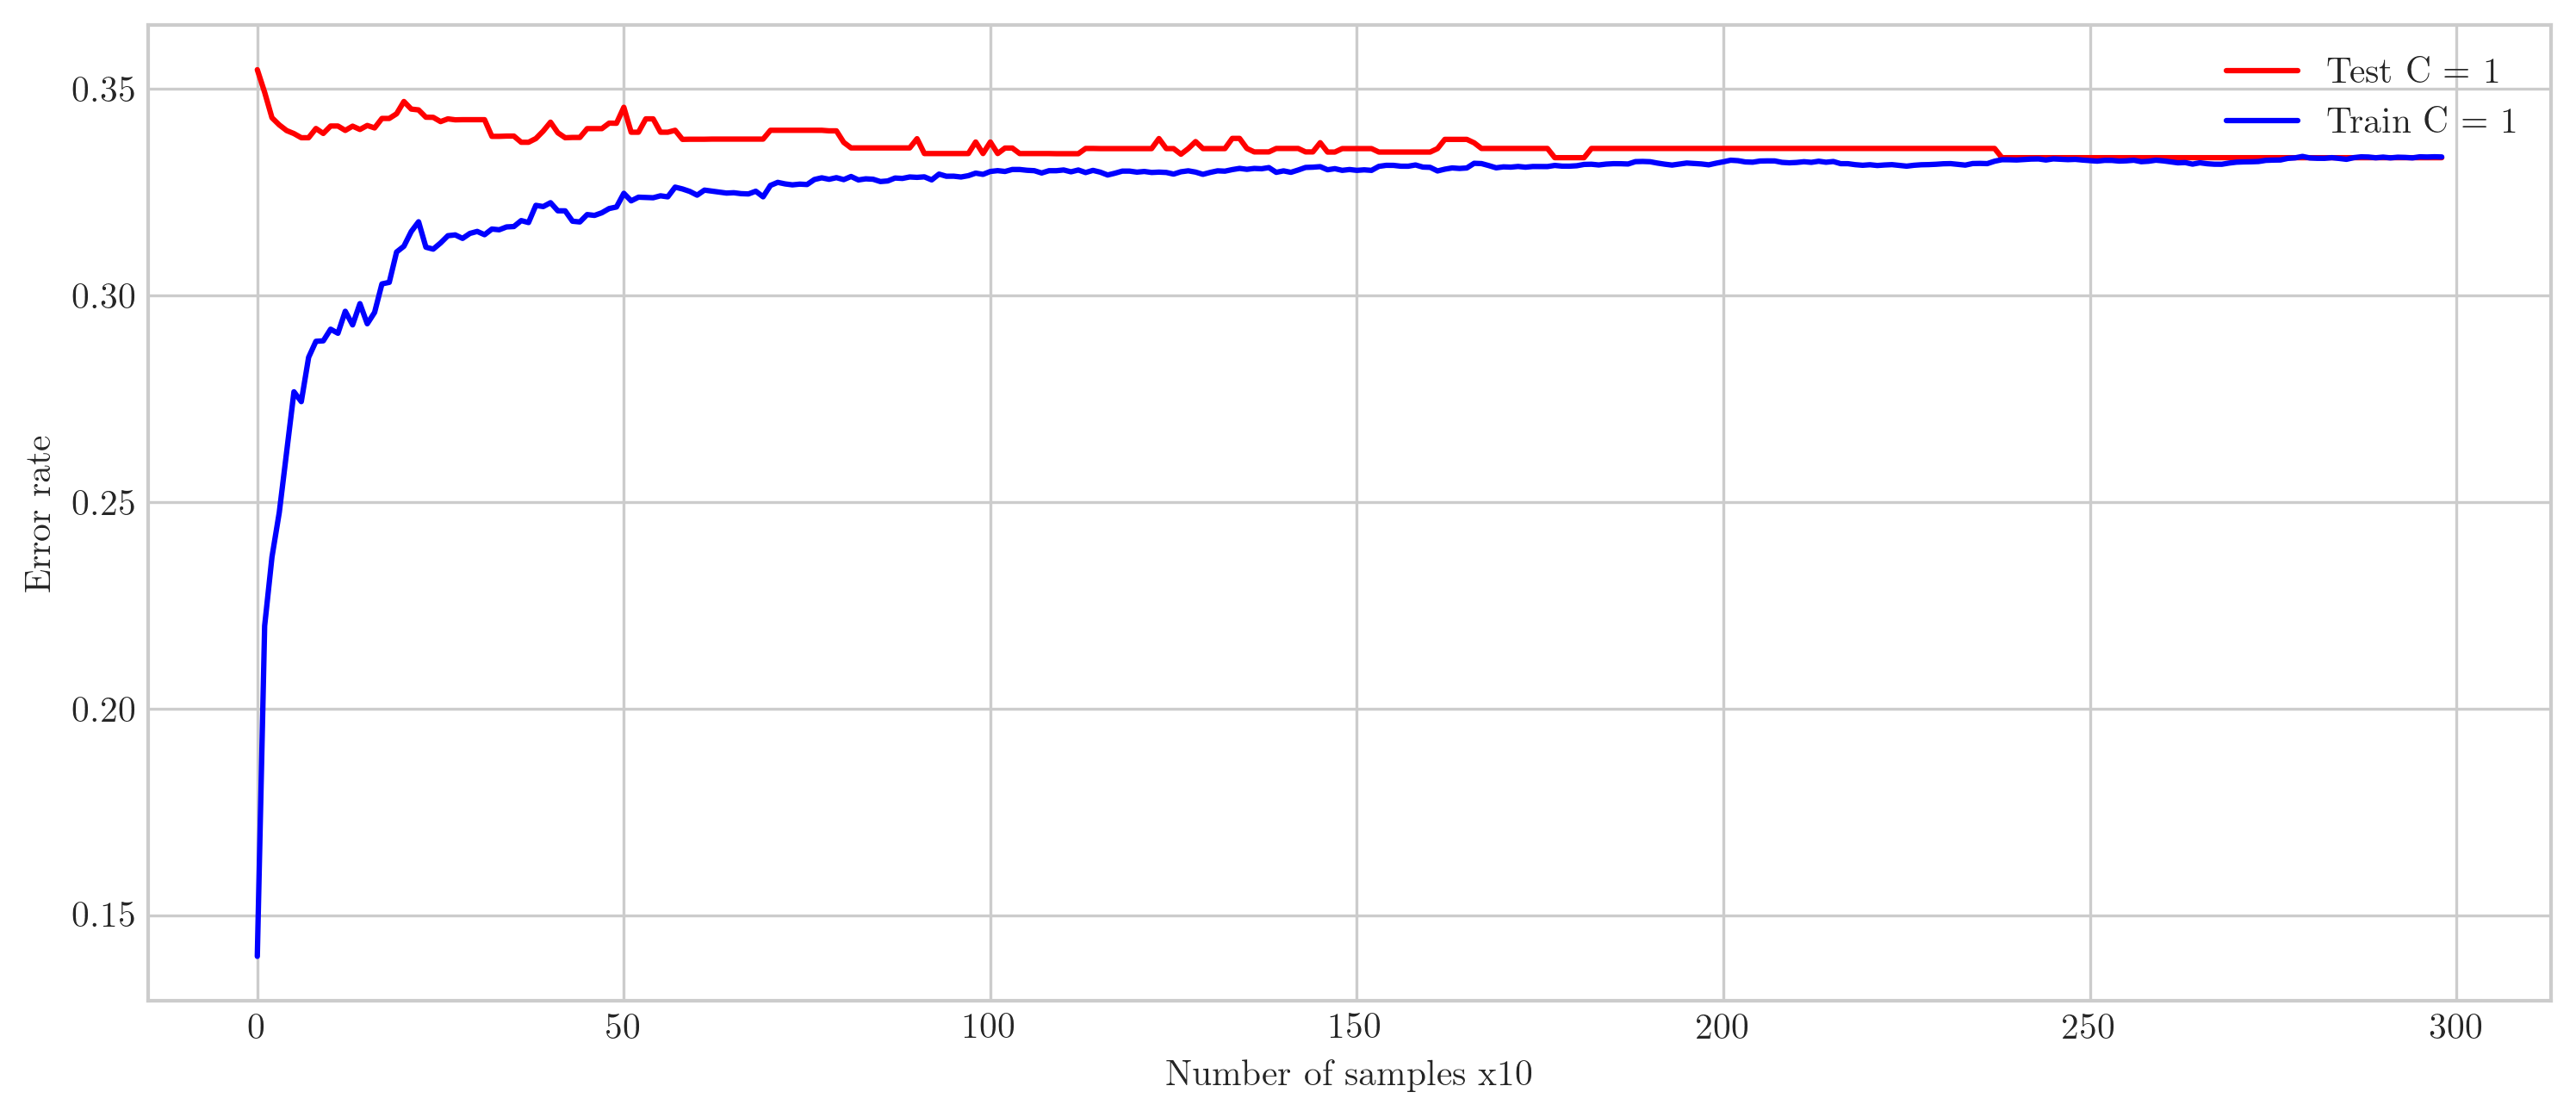 Test C = 1
Train C = 1
Error rate
0.35
0.30
0.25
0.20
0.15
0 50 100 150 200 250 300
Number of samples x10